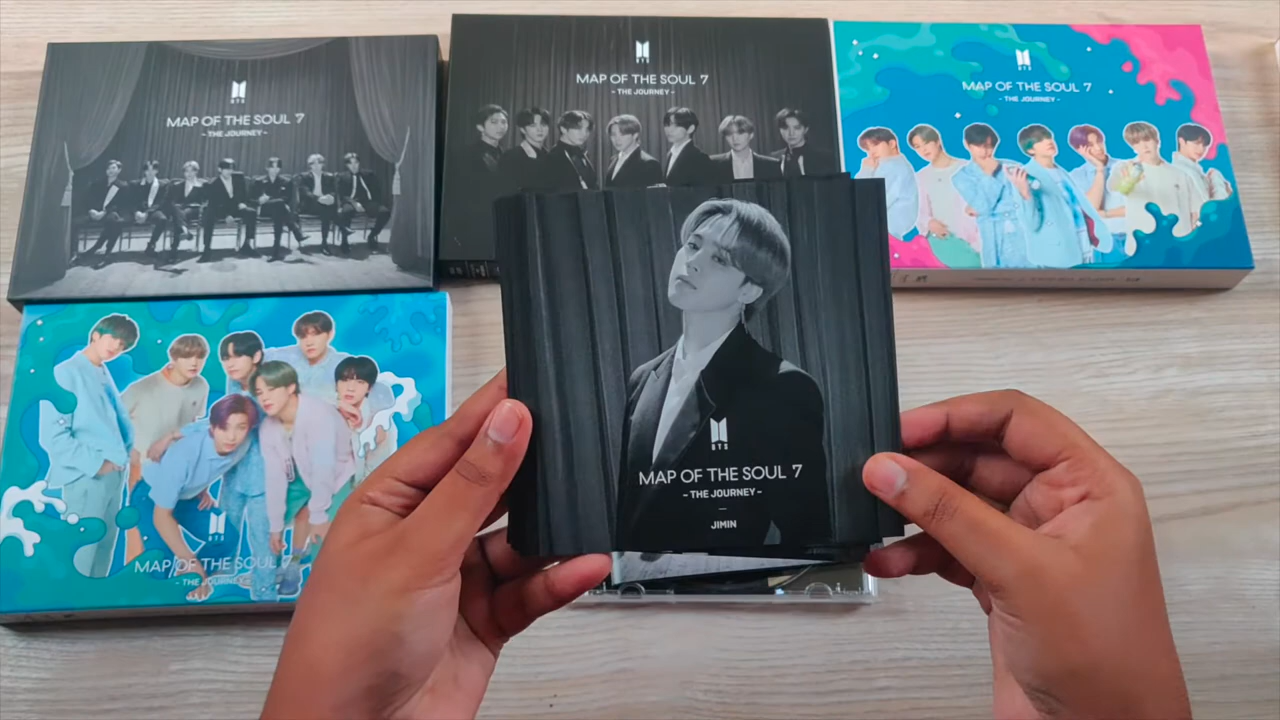 BTS
MAP OF THE SOUL 7
- THE JOURNEY -
BTS
MAP OF THE SOUL 7
- THE JOURNEY -
BTS
MAP OF THE SOUL 7
- THE JOURNEY -
BTS
MAP OF THE SOUL 7
- THE JOURNEY -
BTS
MAP OF THE SOUL 7
- THE JOURNEY -
JIMIN